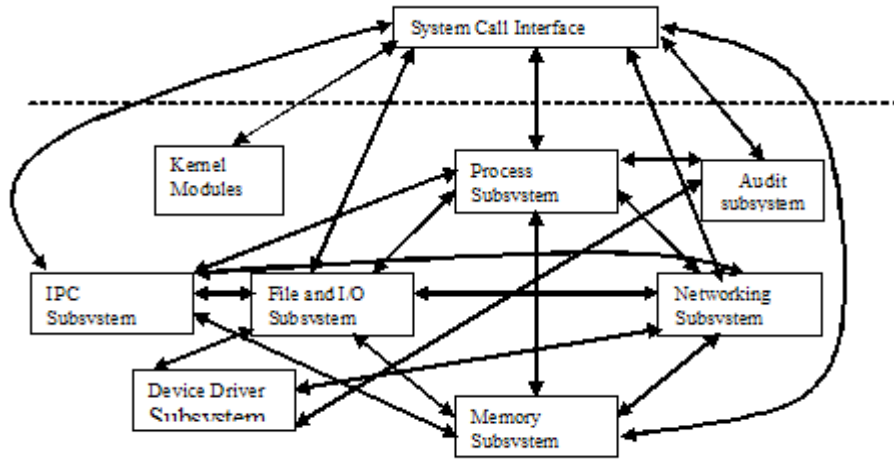 System Call Interface
Kernel
Modules
Process
Subsystem
Audit
subsystem
IPC
Subsystem
File and I/O
Subsystem
Networking
Subsystem
Device Driver
Subsystem
Memory
Subsystem